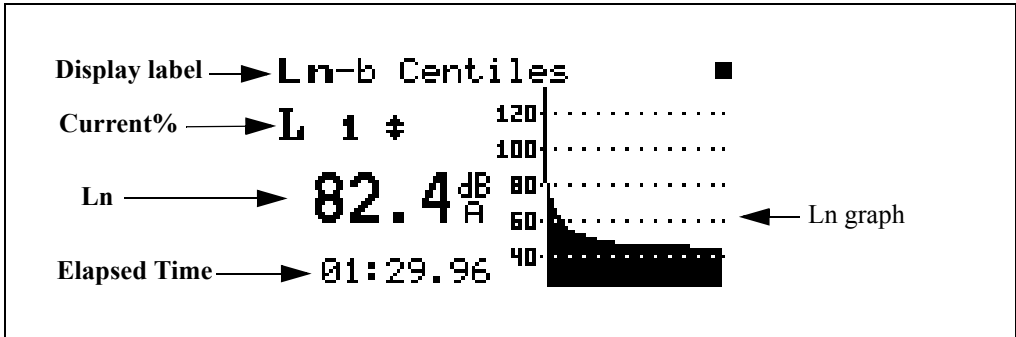 Display label Ln-b Centiles
Current% L 1 ‡
120
100
Ln 82.4 dB A
80
60
Ln graph
40
Elapsed Time 01:29.96